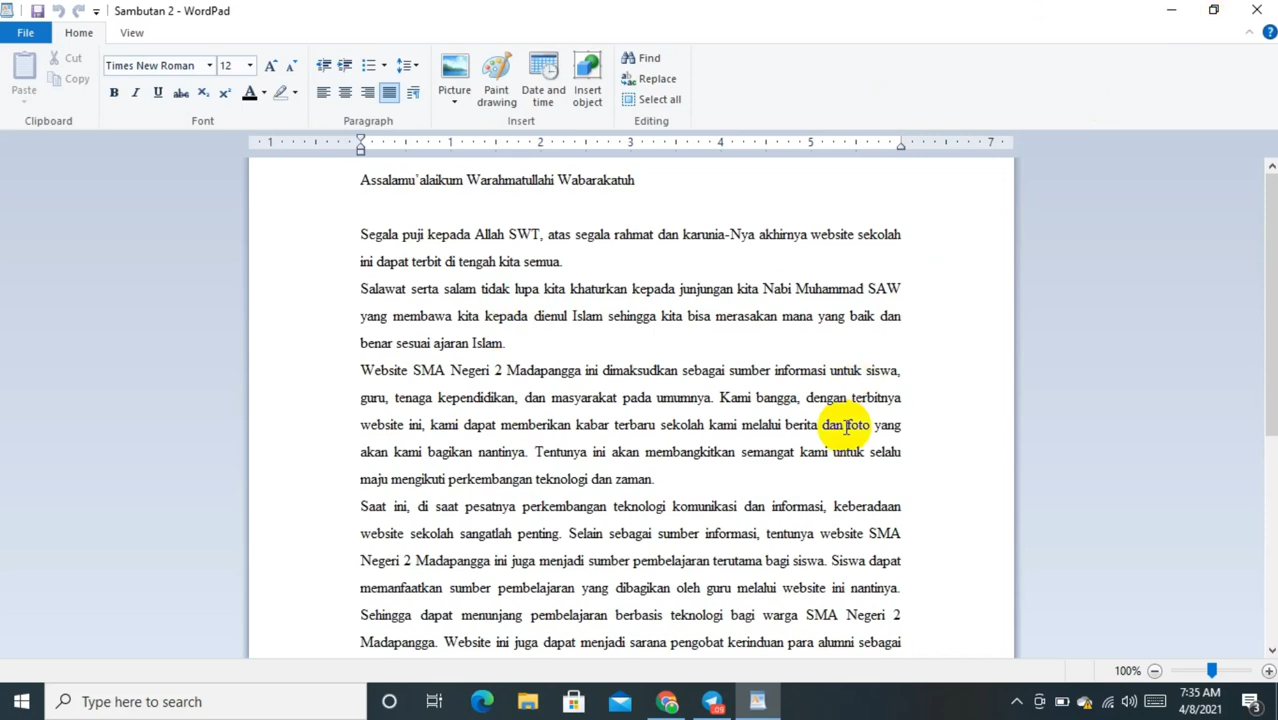 Sambutan 2 - WordPad
File Home View
Paste
Cut
Copy
Clipboard
Times New Roman 12
Font
Paragraph
Picture
Paint drawing
Date and time
Insert object
Insert
Find
Replace
Select all
Editing
1 1 2 3 4 5 7
Assalamu’alaikum Warahmatullahi Wabarakatuh
Segala puji kepada Allah SWT, atas segala rahmat dan karunia-Nya akhirnya website sekolah
ini dapat terbit di tengah kita semua.
Salawat serta salam tidak lupa kita khaturkan kepada junjungan kita Nabi Muhammad SAW
yang membawa kita kepada dienul Islam sehingga kita bisa merasakan mana yang baik dan
benar sesuai ajaran Islam.
Website SMA Negeri 2 Madapangga ini dimaksudkan sebagai sumber informasi untuk siswa,
guru, tenaga kependidikan, dan masyarakat pada umumnya. Kami bangga, dengan terbitnya
website ini, kami dapat memberikan kabar terbaru sekolah kami melalui berita dan foto yang
akan kami bagikan nantinya. Tentunya ini akan membangkitkan semangat kami untuk selalu
maju mengikuti perkembangan teknologi dan zaman.
Saat ini, di saat pesatnya perkembangan teknologi komunikasi dan informasi, keberadaan
website sekolah sangatlah penting. Selain sebagai sumber informasi, tentunya website SMA
Negeri 2 Madapangga ini juga menjadi sumber pembelajaran terutama bagi siswa. Siswa dapat
memanfaatkan sumber pembelajaran yang dibagikan oleh guru melalui website ini nantinya.
Sehingga dapat menunjang pembelajaran berbasis teknologi bagi warga SMA Negeri 2
Madapangga. Website ini juga dapat menjadi sarana pengobat kerinduan para alumni sebagai
100%
Type here to search
7:35 AM
4/8/2021
3